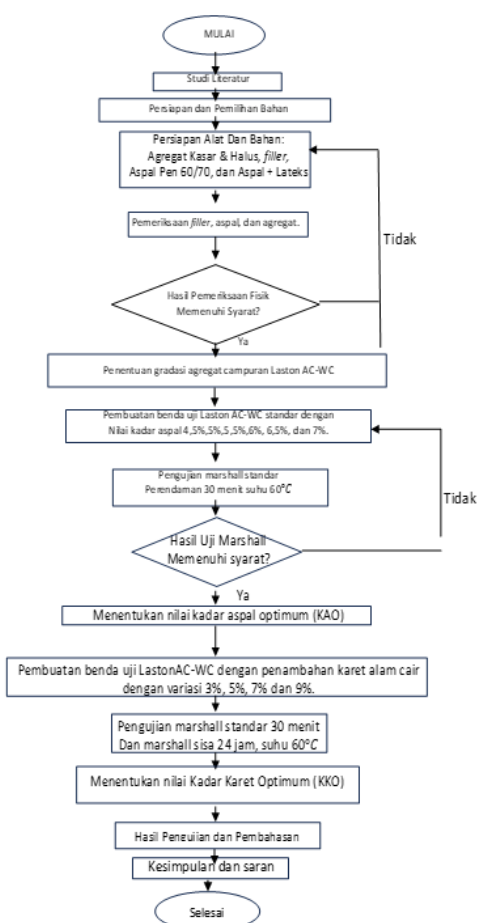 MULAI
Studi Literatur
Persiapan dan Pemilihan Bahan
Persiapan Alat Dan Bahan:
Agregat Kasar & Halus, filler,
Aspal Pen 60/70, dan Aspal + Lateks
Pemeriksaan filler, aspal, dan agregat.
Tidak
Hasil Pemeriksaan Fisik
Memenuhi Syarat?
Ya
Penentuan gradasi agregat campuran Laston AC-WC
Pembuatan benda uji Laston AC-WC standar dengan
Nilai kadar aspal 4,5%,5%,5,5%,6%, 6,5%, dan 7%.
Pengujian marshall standar
Perendaman 30 menit suhu 60°C
Tidak
Hasil Uji Marshall
Memenuhi syarat?
Ya
Menentukan nilai kadar aspal optimum (KAO)
Pembuatan benda uji LastonAC-WC dengan penambahan karet alam cair
dengan variasi 3%, 5%, 7% dan 9%.
Pengujian marshall standar 30 menit
Dan marshall sisa 24 jam, suhu 60°C
Menentukan nilai Kadar Karet Optimum (KKO)
Hasil Pengujian dan Pembahasan
Kesimpulan dan saran
Selesai